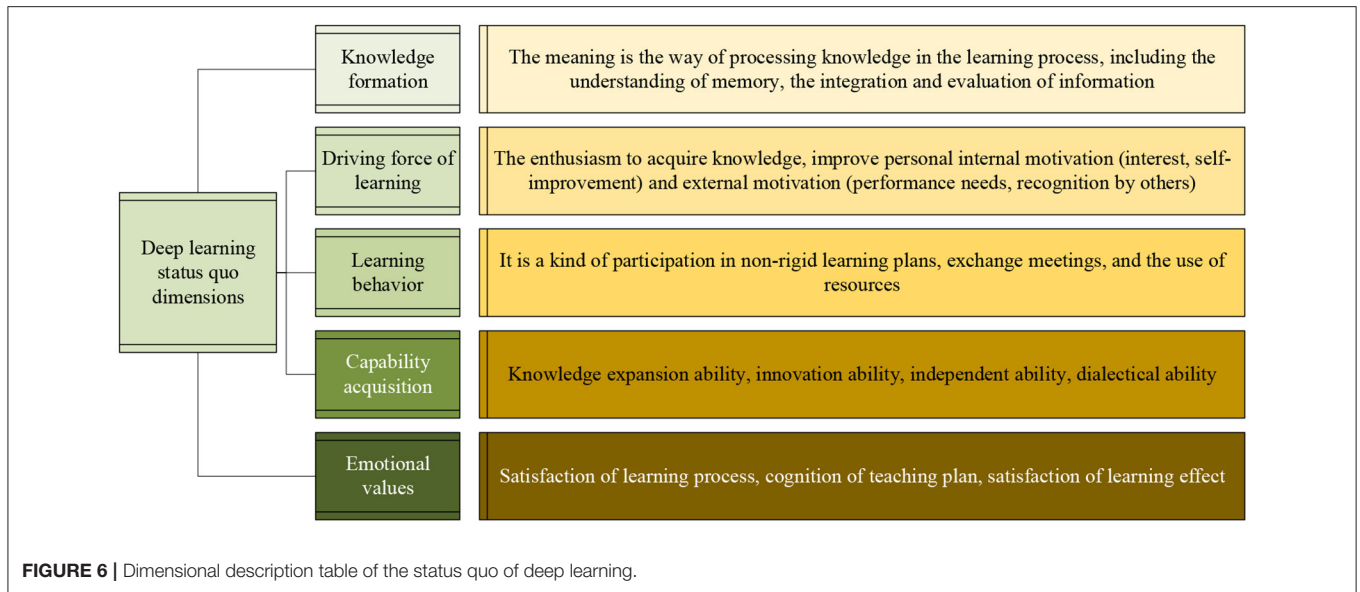 Knowledge
formation
The meaning is the way of processing knowledge in the learning process, including the
understanding of memory, the integration and evaluation of information
Driving force of
learning
The enthusiasm to acquire knowledge, improve personal internal motivation (interest, self-
improvement) and external motivation (performance needs, recognition by others)
Deep learning
status quo
dimensions
Learning
behavior
It is a kind of participation in non-rigid learning plans, exchange meetings, and the use of
resources
Capability
acquisition
Knowledge expansion ability, innovation ability, independent ability, dialectical ability
Emotional
values
Satisfaction of learning process, cognition of teaching plan, satisfaction of learning effect
FIGURE 6 | Dimensional description table of the status quo of deep learning.